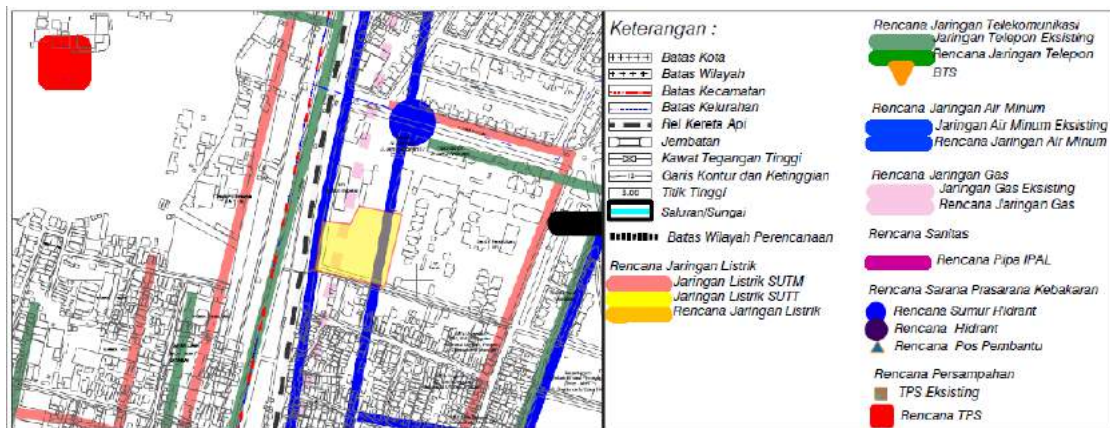 Keterangan :
Batas Kota
Batas Wilayah
Batas Kecamatan
Batas Kelurahan
Rel Kereta Api
Jembatan
Kawat Tegangan Tinggi
Garis Kontur dan Ketinggian
Titik Tinggi
Saluran/Sungai
Batas Wilayah Perencanaan
Rencana Jaringan Listrik
Jaringan Listrik SUTM
Jaringan Listrik SUTT
Rencana Jaringan Listrik
Rencana Jaringan Telekomunikasi
Jaringan Telepon Eksisting
Rencana Jaringan Telepon
BTS
Rencana Jaringan Air Minum
Jaringan Air Minum Eksisting
Rencana Jaringan Air Minum
Rencana Jaringan Gas
Jaringan Gas Eksisting
Rencana Jaringan Gas
Rencana Sanitas
Rencana Pipa IPAL
Rencana Sarana Prasarana Kebakaran
Rencana Sumur Hidrant
Rencana Hidrant
Rencana Pos Pembantu
Rencana Persampahan
TPS Eksisting
Rencana TPS